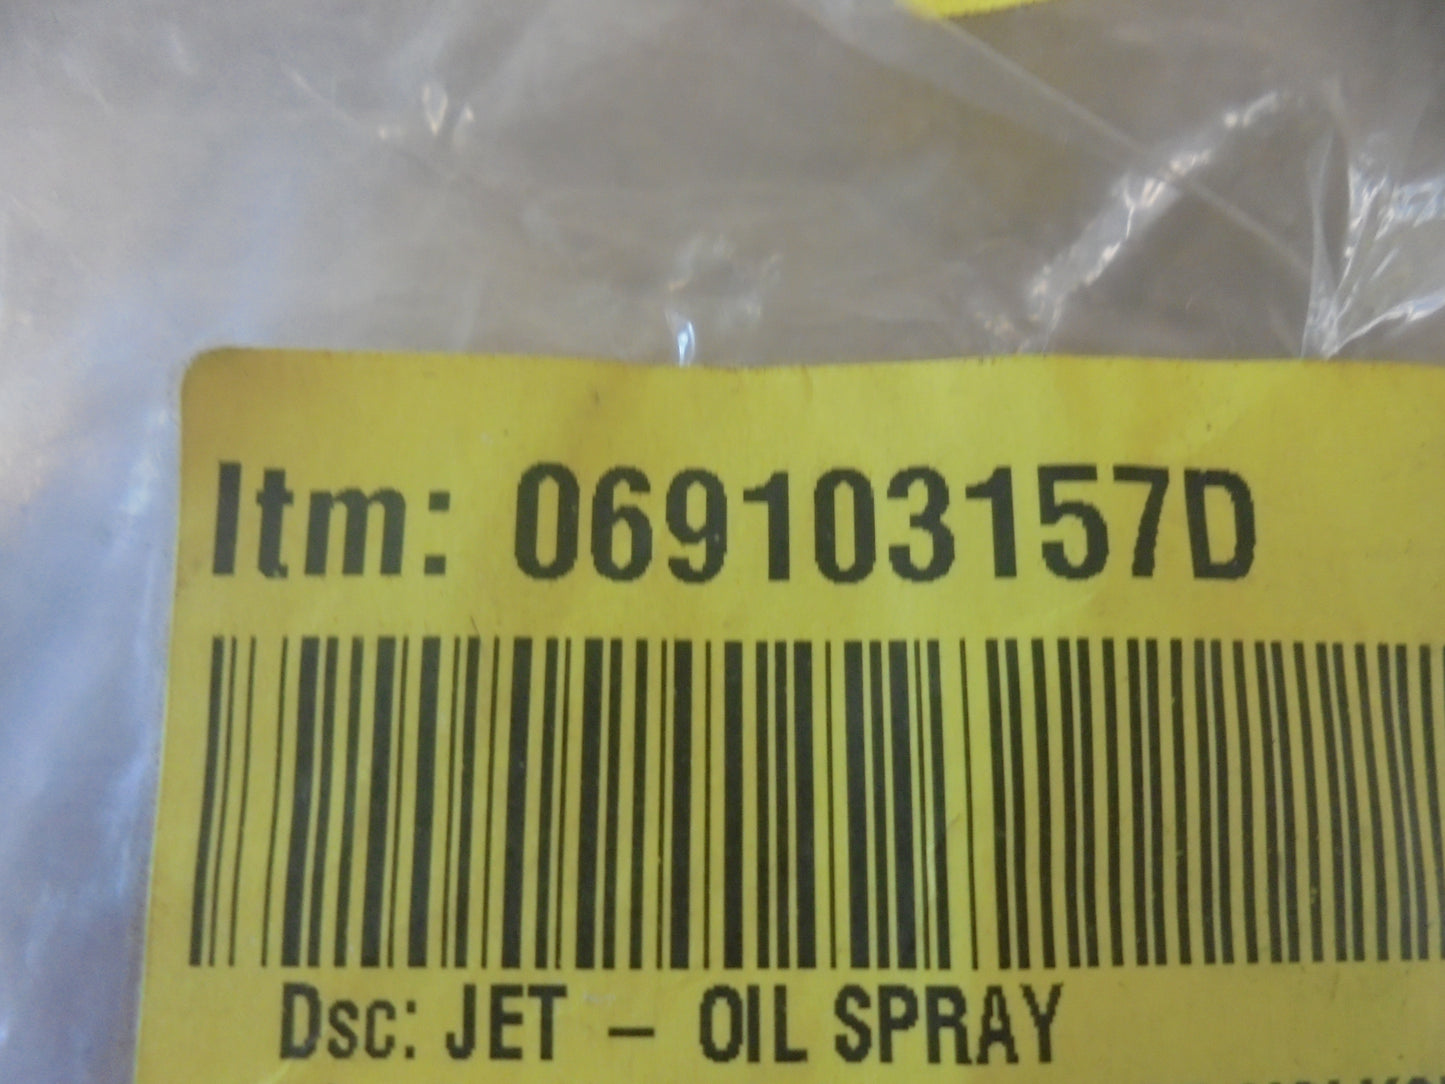 Itm: 069103157D
Dsc: JET - OIL SPRAY